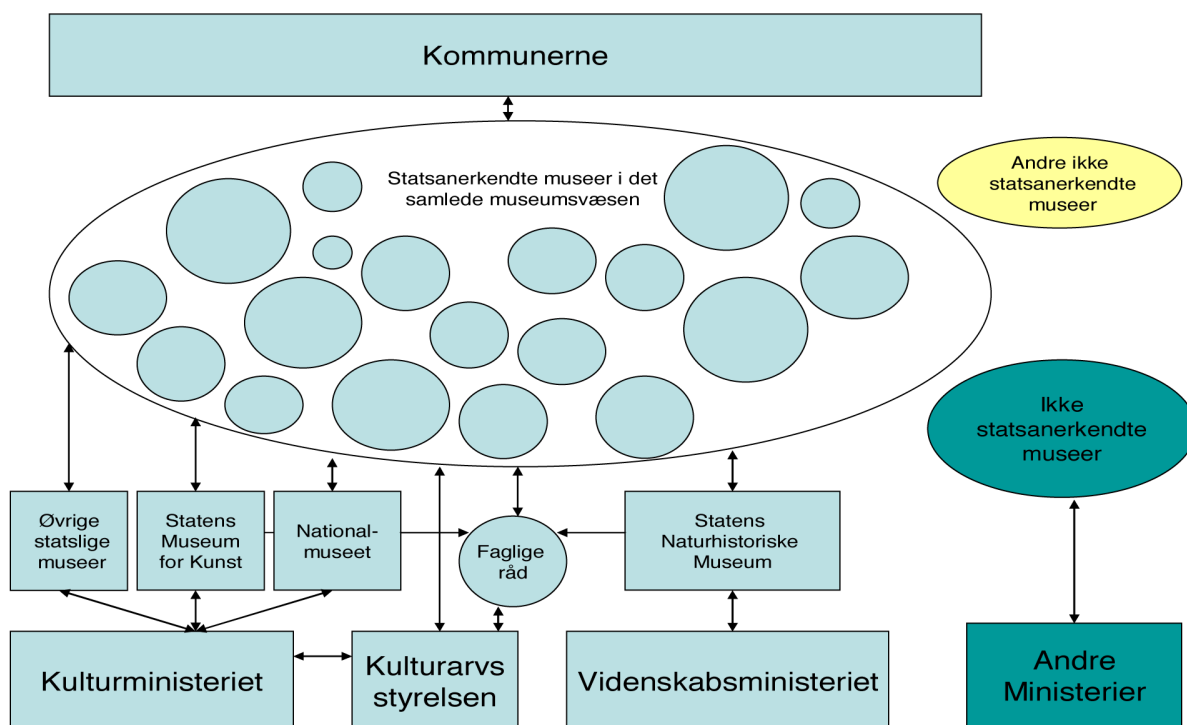 Kommunerne
Statsanerkendte museer i det
samlede museumsvæsen
Andre ikke
statsanerkendte
museer
Ikke
statsanerkendte
museer
Øvrige
statslige
museer
Statens
Museum
for Kunst
National-
museet
Faglige
råd
Statens
Naturhistoriske
Museum
Kulturministeriet
Kulturarvs
styrelsen
Videnskabsministeriet
Andre
Ministerier